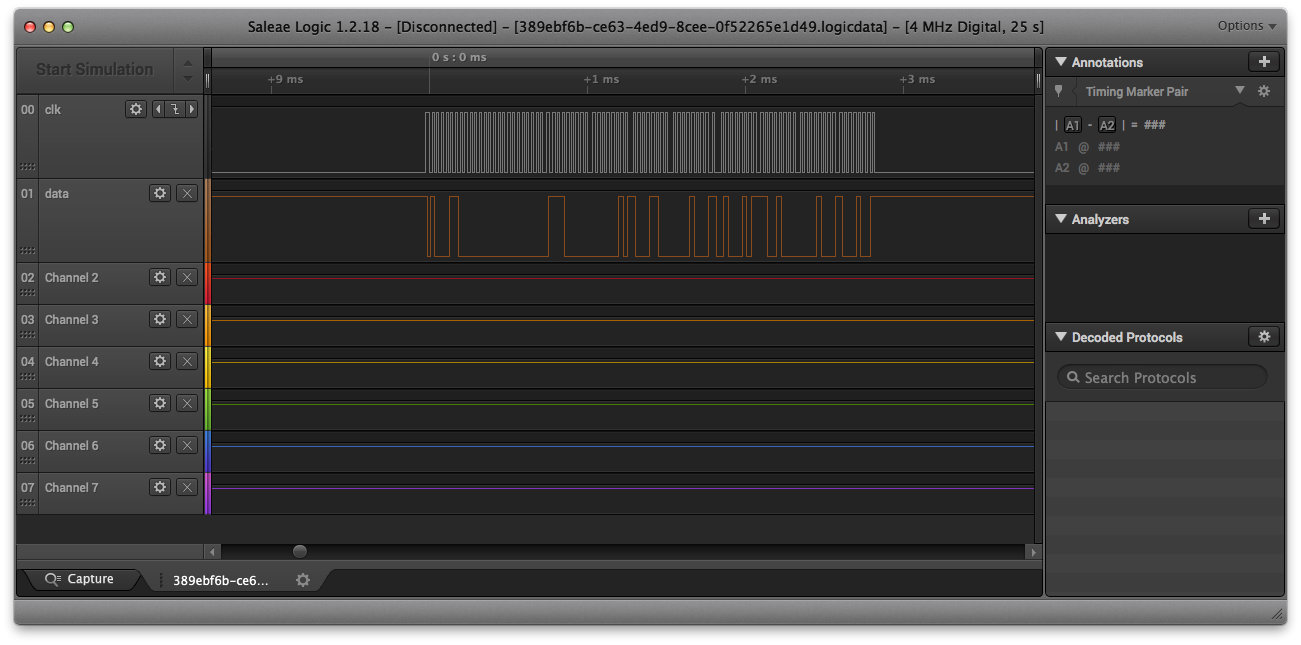 Saleae Logic 1.2.18 – [Disconnected] – [389ebf6b-ce63-4ed9-8cee-0f52265e1d49.logicdata] – [4 MHz Digital, 25 s]
Options
Start Simulation
0 s : 0 ms
+9 ms
+1 ms
+2 ms
+3 ms
00 clk
01 data
02 Channel 2
03 Channel 3
04 Channel 4
05 Channel 5
06 Channel 6
07 Channel 7
Annotations
Timing Marker Pair
| A1 - A2 | = ###
A1 @ ###
A2 @ ###
Analyzers
Decoded Protocols
Search Protocols
Capture
389ebf6b-ce6...